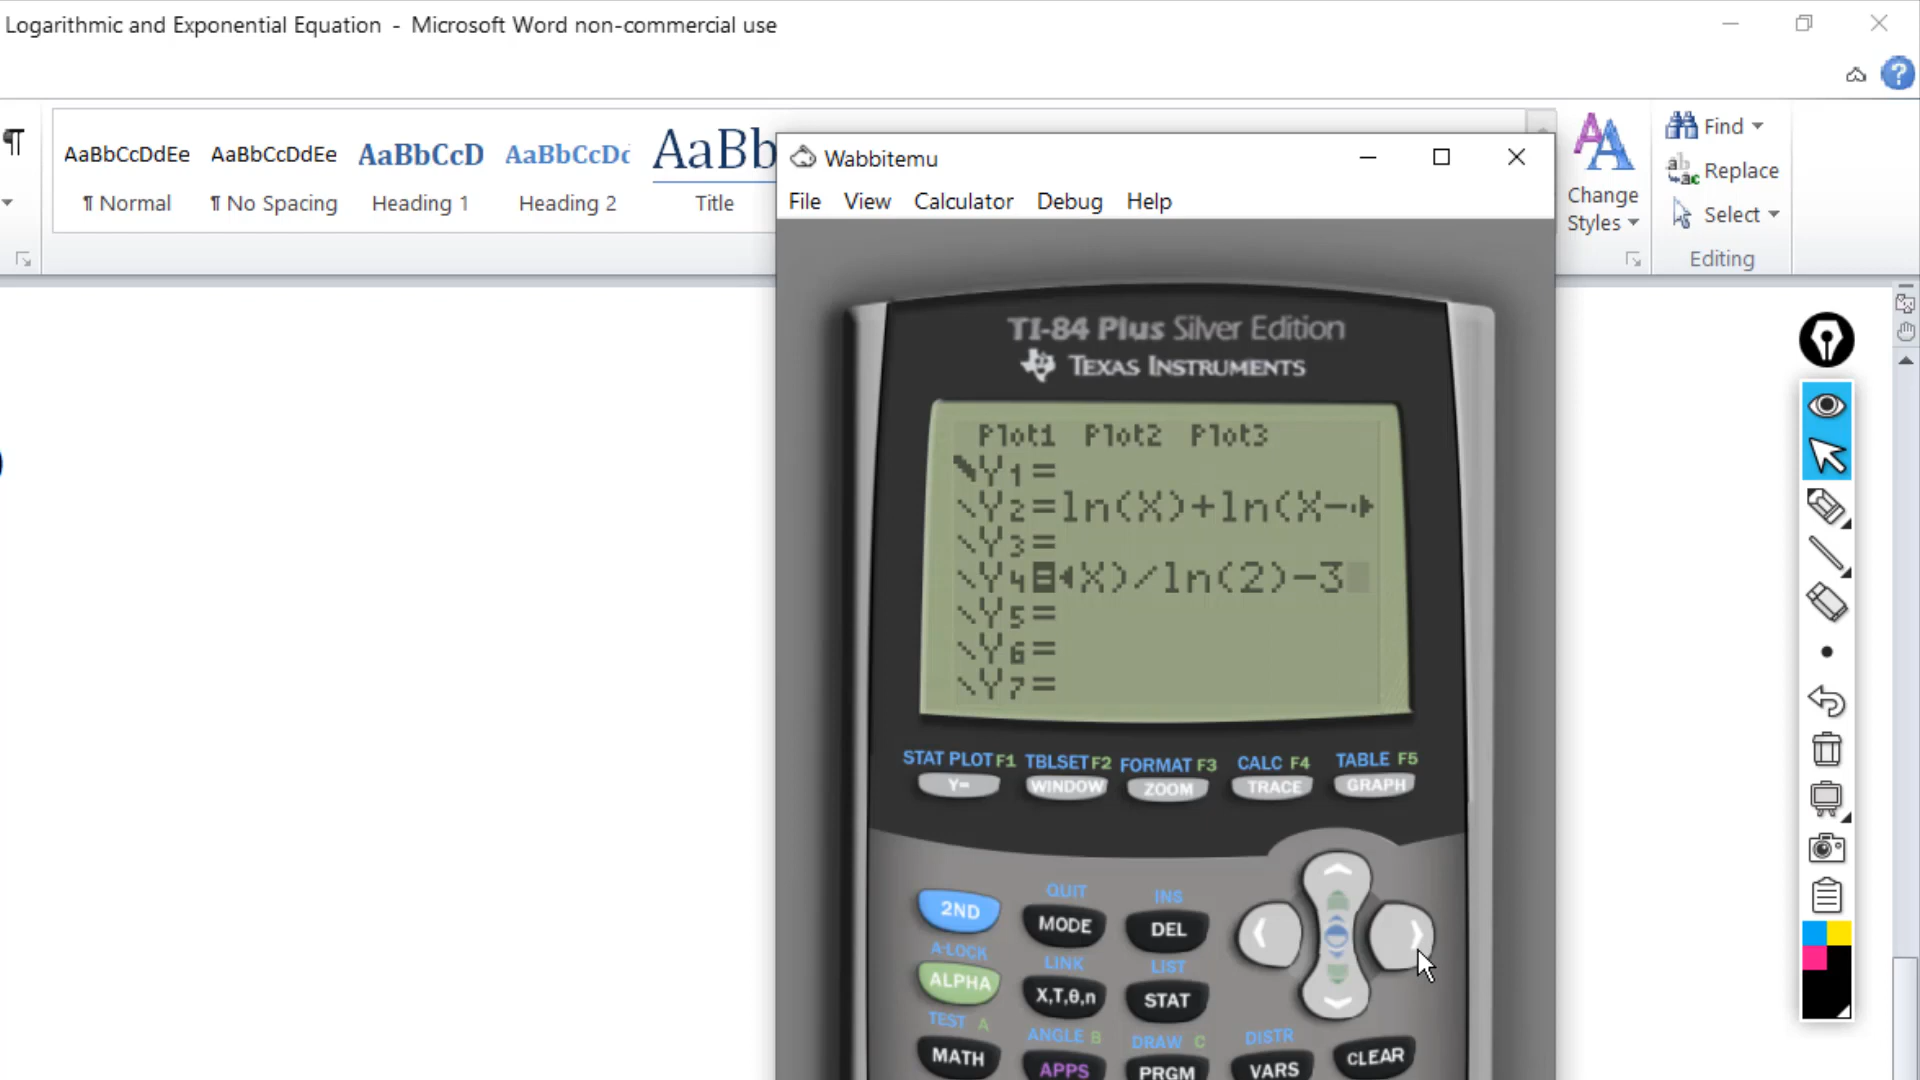 Logarithmic and Exponential Equation - Microsoft Word non-commercial use
AaBbCcDdEe AaBbCcDdEe AaBbCcD AaBbCcDc AaBb
¶ Normal ¶ No Spacing Heading 1 Heading 2 Title
Change Styles
Find
Replace
Select
Editing
Wabbitemu
File View Calculator Debug Help
TI-84 Plus Silver Edition
TEXAS INSTRUMENTS
Plot1 Plot2 Plot3
\Y1=
\Y2=ln(X)+ln(X-
\Y3=
\Y4=X)/ln(2)-3
\Y5=
\Y6=
\Y7=
STAT PLOT F1 TBLSET F2 FORMAT F3 CALC F4 TABLE F5
Y= WINDOW ZOOM TRACE GRAPH
QUIT INS
2ND MODE DEL
A-LOCK LINK LIST
ALPHA X,T,θ,n STAT
TEST A ANGLE B DRAW C DISTR
MATH APPS PRGM VARS CLEAR